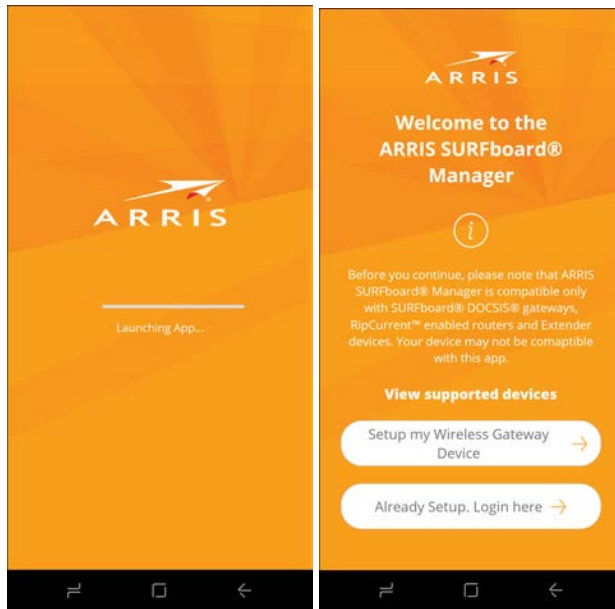 ARRIS
Launching App...
ARRIS
Welcome to the
ARRIS SURFboard®
Manager
i
Before you continue, please note that ARRIS
SURFboard® Manager is compatible only
with SURFboard® DOCSIS® gateways,
RipCurrent™ enabled routers and Extender
devices. Your device may not be comaptible
with this app.
View supported devices
Setup my Wireless Gateway
Device
Already Setup. Login here